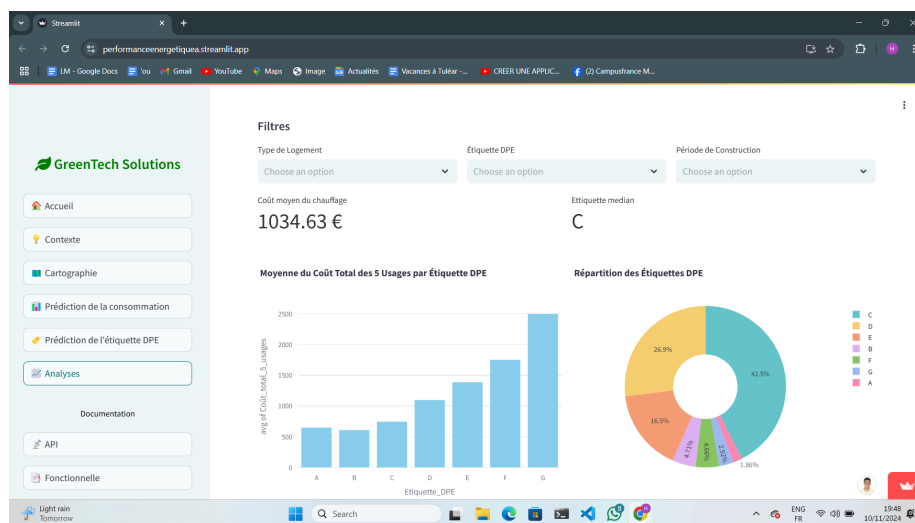 Streamlit
performanceenergetiquea.streamlit.app
LM - Google Docs
'ou
Gmail
YouTube
Maps
Image
Actualités
Vacances à Tuléar -...
CREER UNE APPLIC...
(2) Campusfrance M...
GreenTech Solutions
Accueil
Contexte
Cartographie
Prédiction de la consommation
Prédiction de l'étiquette DPE
Analyses
Documentation
API
Fonctionnelle
Filtres
Type de Logement
Étiquette DPE
Période de Construction
Choose an option
Choose an option
Choose an option
Coût moyen du chauffage
Ettiquette median
1034.63 €
C
Moyenne du Coût Total des 5 Usages par Étiquette DPE
avg of Coût_total_5_usages
2500
2000
1500
1000
500
0
A B C D E F G
Etiquette_DPE
Répartition des Étiquettes DPE
42.5%
26.9%
16.5%
4.71%
4.66%
2.92%
1.86%
C
D
E
B
F
G
A
Light rain
Tomorrow
Search
ENG
FR
19:48
10/11/2024